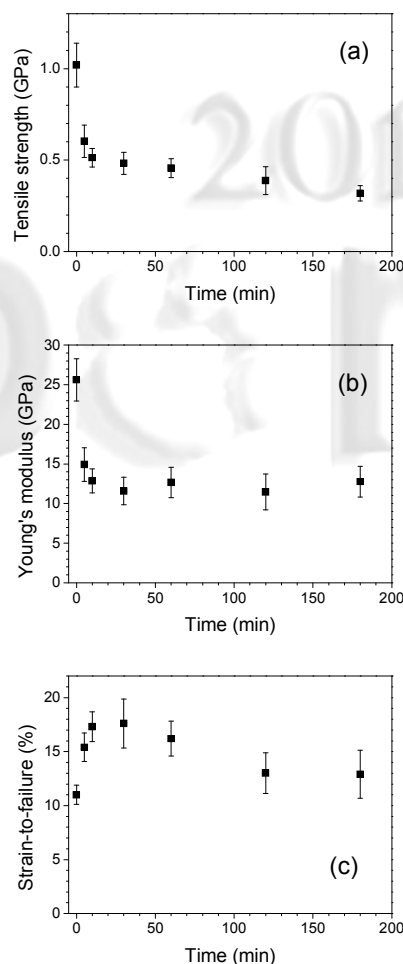 (a)
Tensile strength (GPa)
1.0
0.5
0.0
0 50 100 150 200
Time (min)
(b)
Young's modulus (GPa)
30
25
20
15
10
5
0
0 50 100 150 200
Time (min)
(c)
Strain-to-failure (%)
20
15
10
5
0
0 50 100 150 200
Time (min)
201